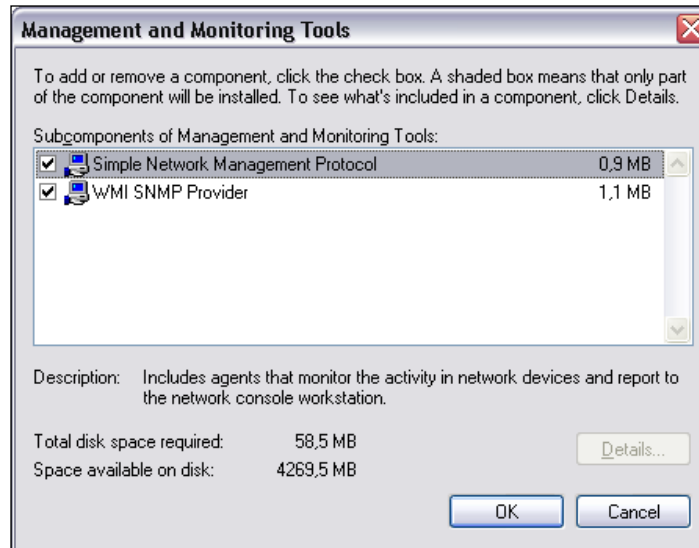 Management and Monitoring Tools
To add or remove a component, click the check box. A shaded box means that only part
of the component will be installed. To see what's included in a component, click Details.
Subcomponents of Management and Monitoring Tools:
Simple Network Management Protocol 0,9 MB
WMI SNMP Provider 1,1 MB
Description: Includes agents that monitor the activity in network devices and report to
the network console workstation.
Total disk space required: 58,5 MB
Details...
Space available on disk: 4269,5 MB
OK Cancel